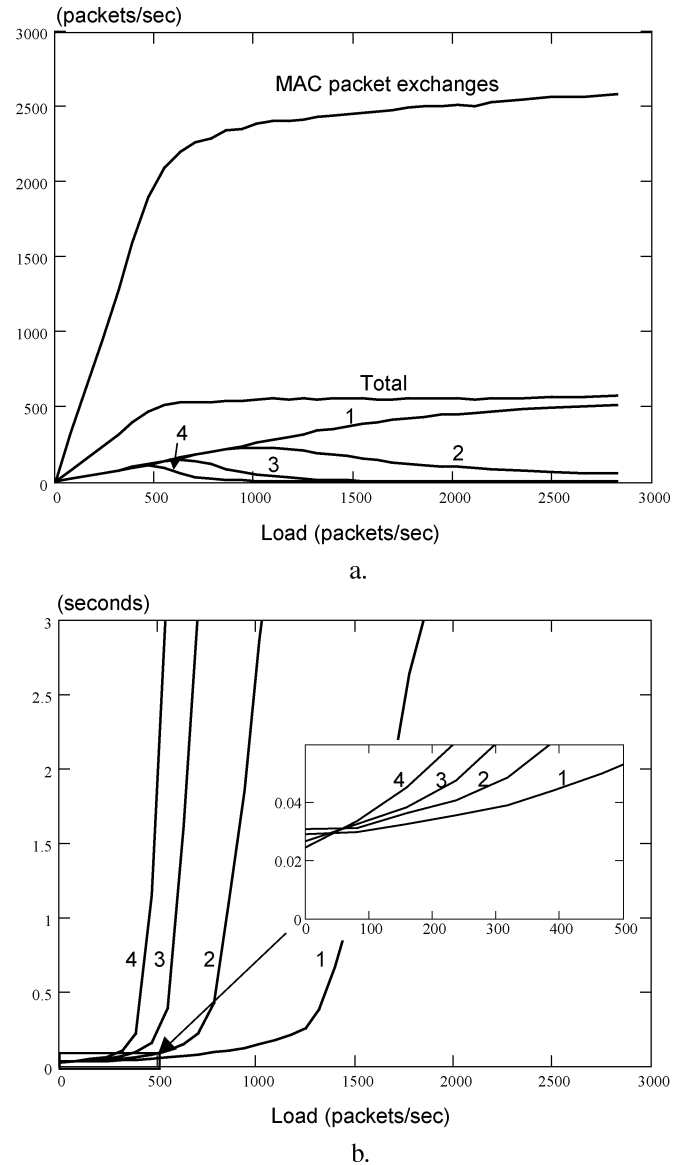 (packets/sec)
3000
MAC packet exchanges
2500
2000
1500
1000
Total
500
1
4
2
3
0
0 500 1000 1500 2000 2500 3000
Load (packets/sec)
a.
(seconds)
3
2.5
2
4 3 2 1
0.04
1.5
0.02
1
0
0 100 200 300 400 500
4 3 2 1
0.5
0
0 500 1000 1500 2000 2500 3000
Load (packets/sec)
b.